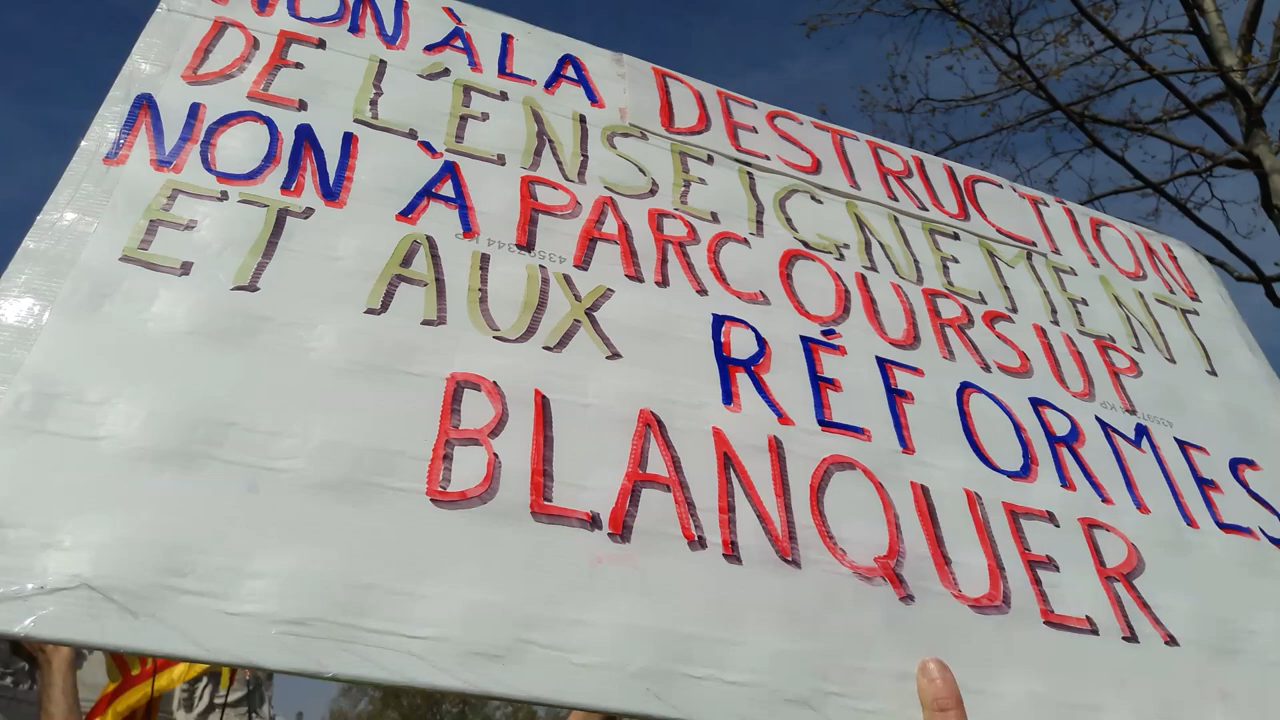 NON À LA DESTRUCTION
DE L'ENSEIGNEMENT
NON À PARCOURSUP
ET AUX RÉFORMES
BLANQUER